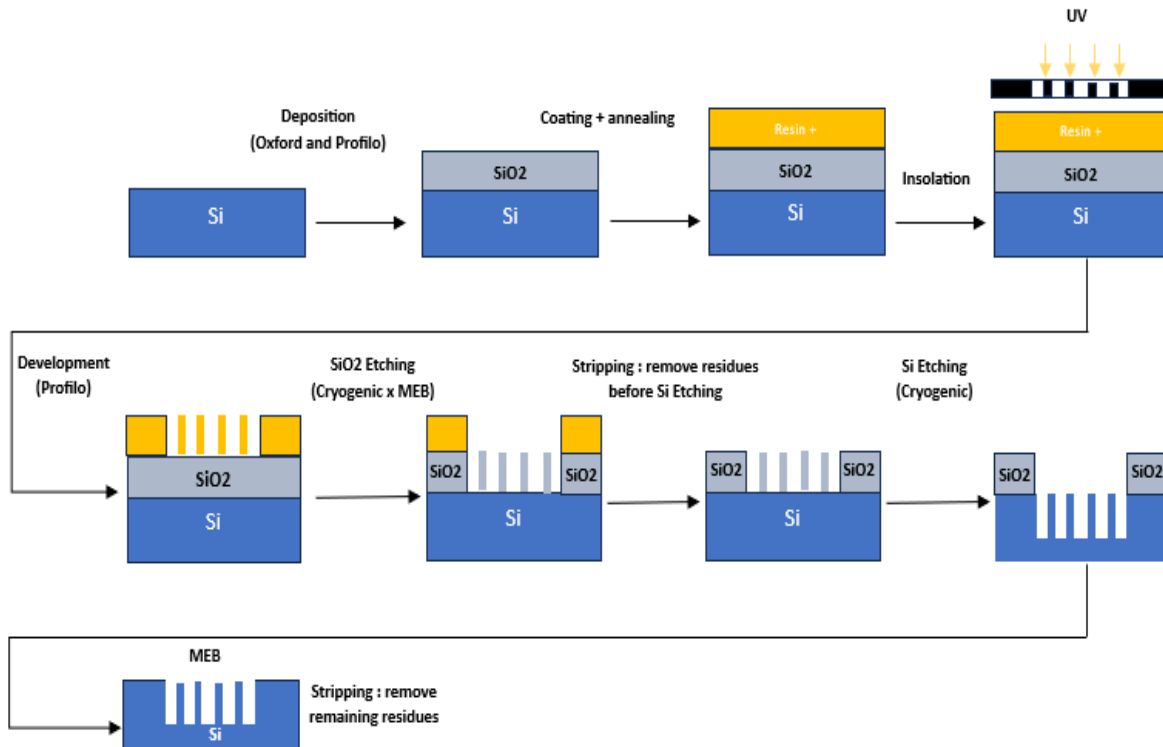 UV
Deposition
(Oxford and Profilo)
Coating + annealing
Resin +
Resin +
SiO2
SiO2
SiO2
Insolation
Si
Si
Si
Si
Development
(Profilo)
SiO2 Etching
(Cryogenic x MEB)
Stripping : remove residues
before Si Etching
Si Etching
(Cryogenic)
SiO2
SiO2
SiO2
SiO2
SiO2
SiO2
SiO2
Si
Si
Si
MEB
Stripping : remove
remaining residues
Si